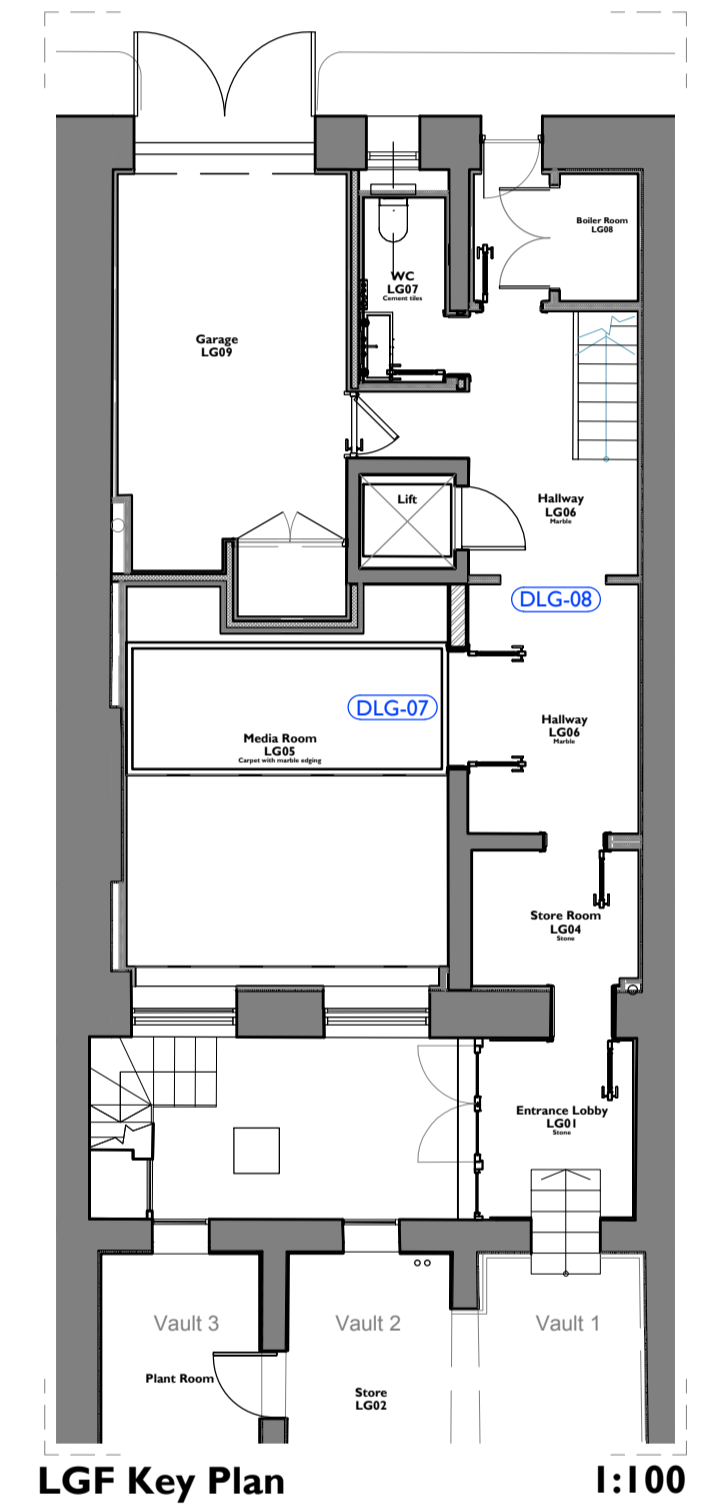 Boiler Room
LG08
WC
LG07
Cement tiles
Garage
LG09
Lift
Hallway
LG06
Marble
DLG-08
DLG-07
Hallway
LG06
Marble
Media Room
LG05
Carpet with marble edging
Store Room
LG04
Stone
Entrance Lobby
LG01
Stone
Vault 3
Vault 2
Vault 1
Plant Room
Store
LG02
LGF Key Plan
1:100